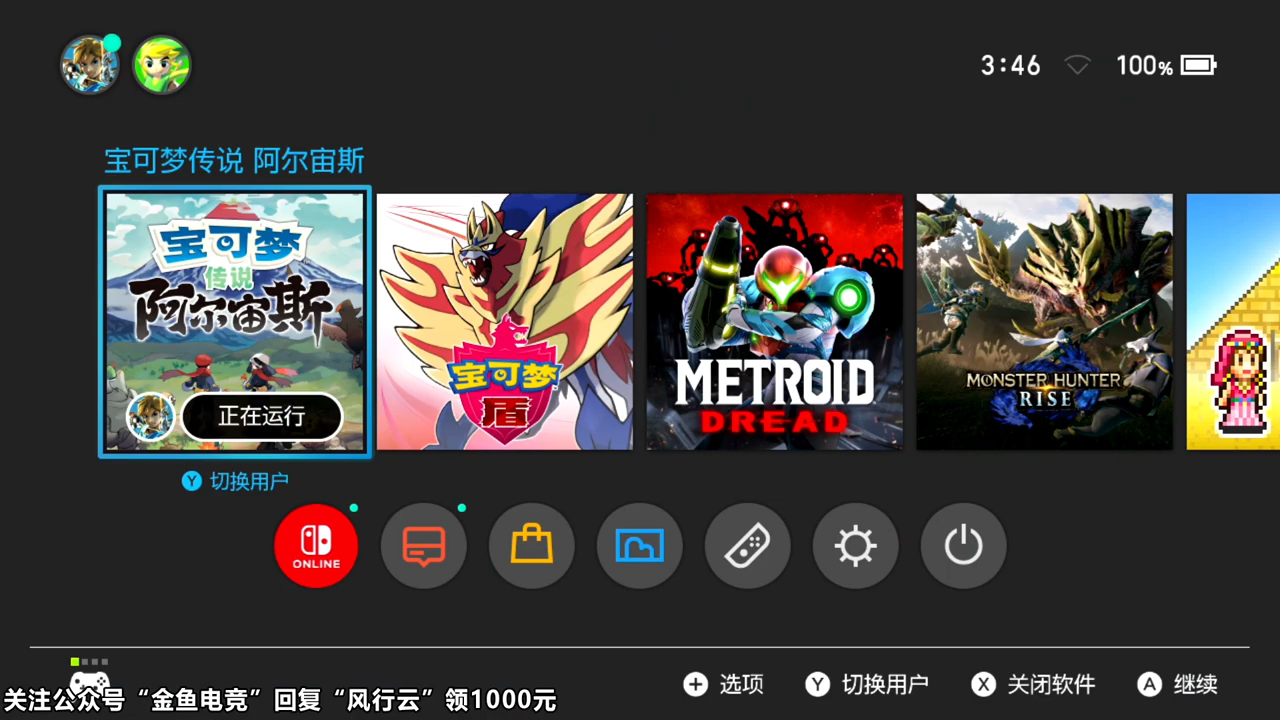 3:46
100%
宝可梦传说 阿尔宙斯
宝可梦
传说
阿尔宙斯
正在运行
宝可梦
盾
METROID
DREAD
MONSTER HUNTER
RISE
Y 切换用户
ONLINE
+ 选项
Y 切换用户
X 关闭软件
A 继续
关注公众号“金鱼电竞”回复“风行云”领1000元